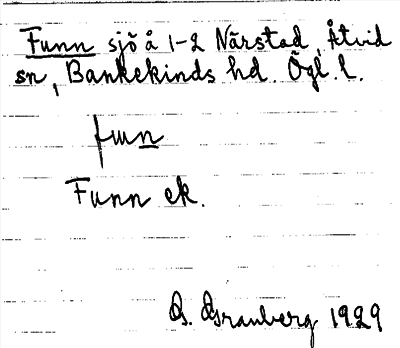 Funn sjö å 1-2 Närstad, Åtvid
sn, Bankekinds hd. Ögl. l.
fun
Funn ek.
G. Granberg 1929